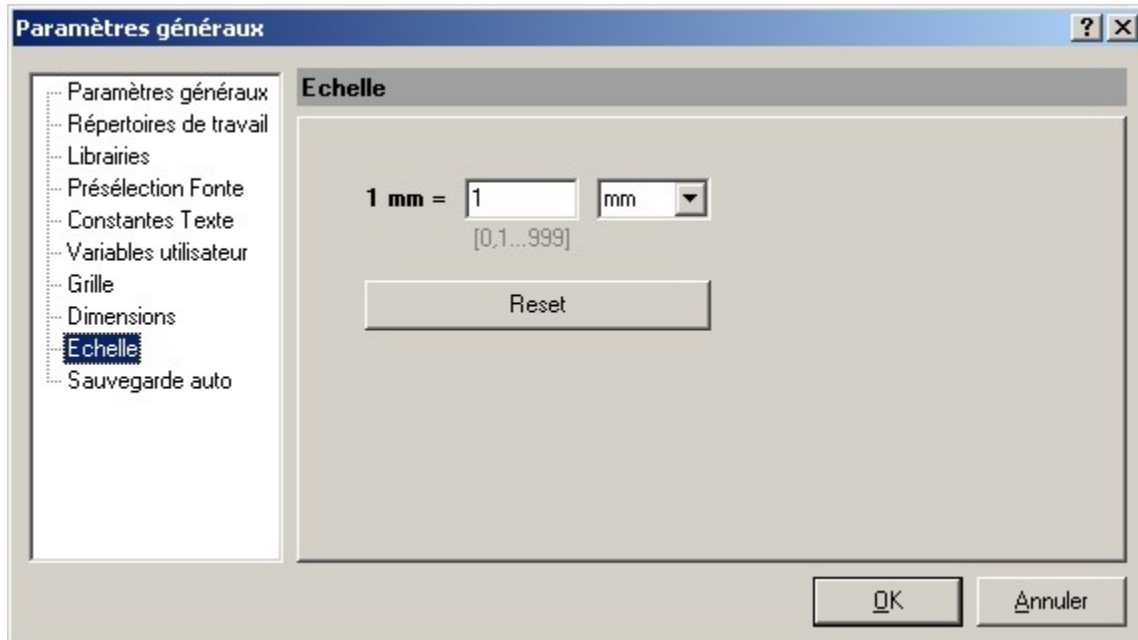 Paramètres généraux
Paramètres généraux
Répertoires de travail
Librairies
Présélection Fonte
Constantes Texte
Variables utilisateur
Grille
Dimensions
Echelle
Sauvegarde auto
Echelle
1 mm = 1 mm
[0,1...999]
Reset
OK Annuler